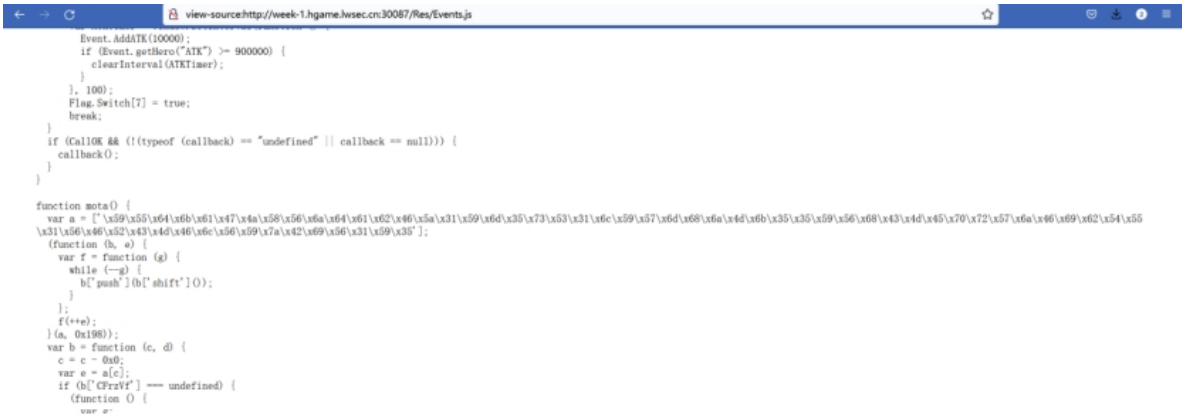 view-source:http://week-1.hgame.lwsec.cn:30087/Res/Events.js
Event.AddATK(10000);
if (Event.getHero("ATK") >= 900000) {
clearInterval(ATKTimer);
}
}, 100);
Flag.Switch[7] = true;
break;
}
if (CallOK && (!(typeof (callback) == "undefined" || callback == null))) {
callback();
}
}
function mota() {
var a = ['\x59\x55\x64\x6b\x61\x47\x4a\x58\x56\x6a\x64\x61\x62\x46\x5a\x31\x59\x6d\x35\x73\x53\x31\x6c\x59\x57\x6d\x68\x6a\x4d\x6b\x35\x35\x59\x56\x68\x43\x4d\x45\x70\x72\x57\x6a\x46\x69\x62\x54\x55
\x31\x56\x46\x52\x43\x4d\x46\x6c\x56\x59\x7a\x42\x69\x56\x31\x59\x35'];
(function (b, e) {
var f = function (g) {
while (--g) {
b['push'](b['shift']());
}
};
f(++e);
}(a, 0x198));
var b = function (c, d) {
c = c - 0x0;
var e = a[c];
if (b['CFrzVf'] === undefined) {
(function () {
var g;